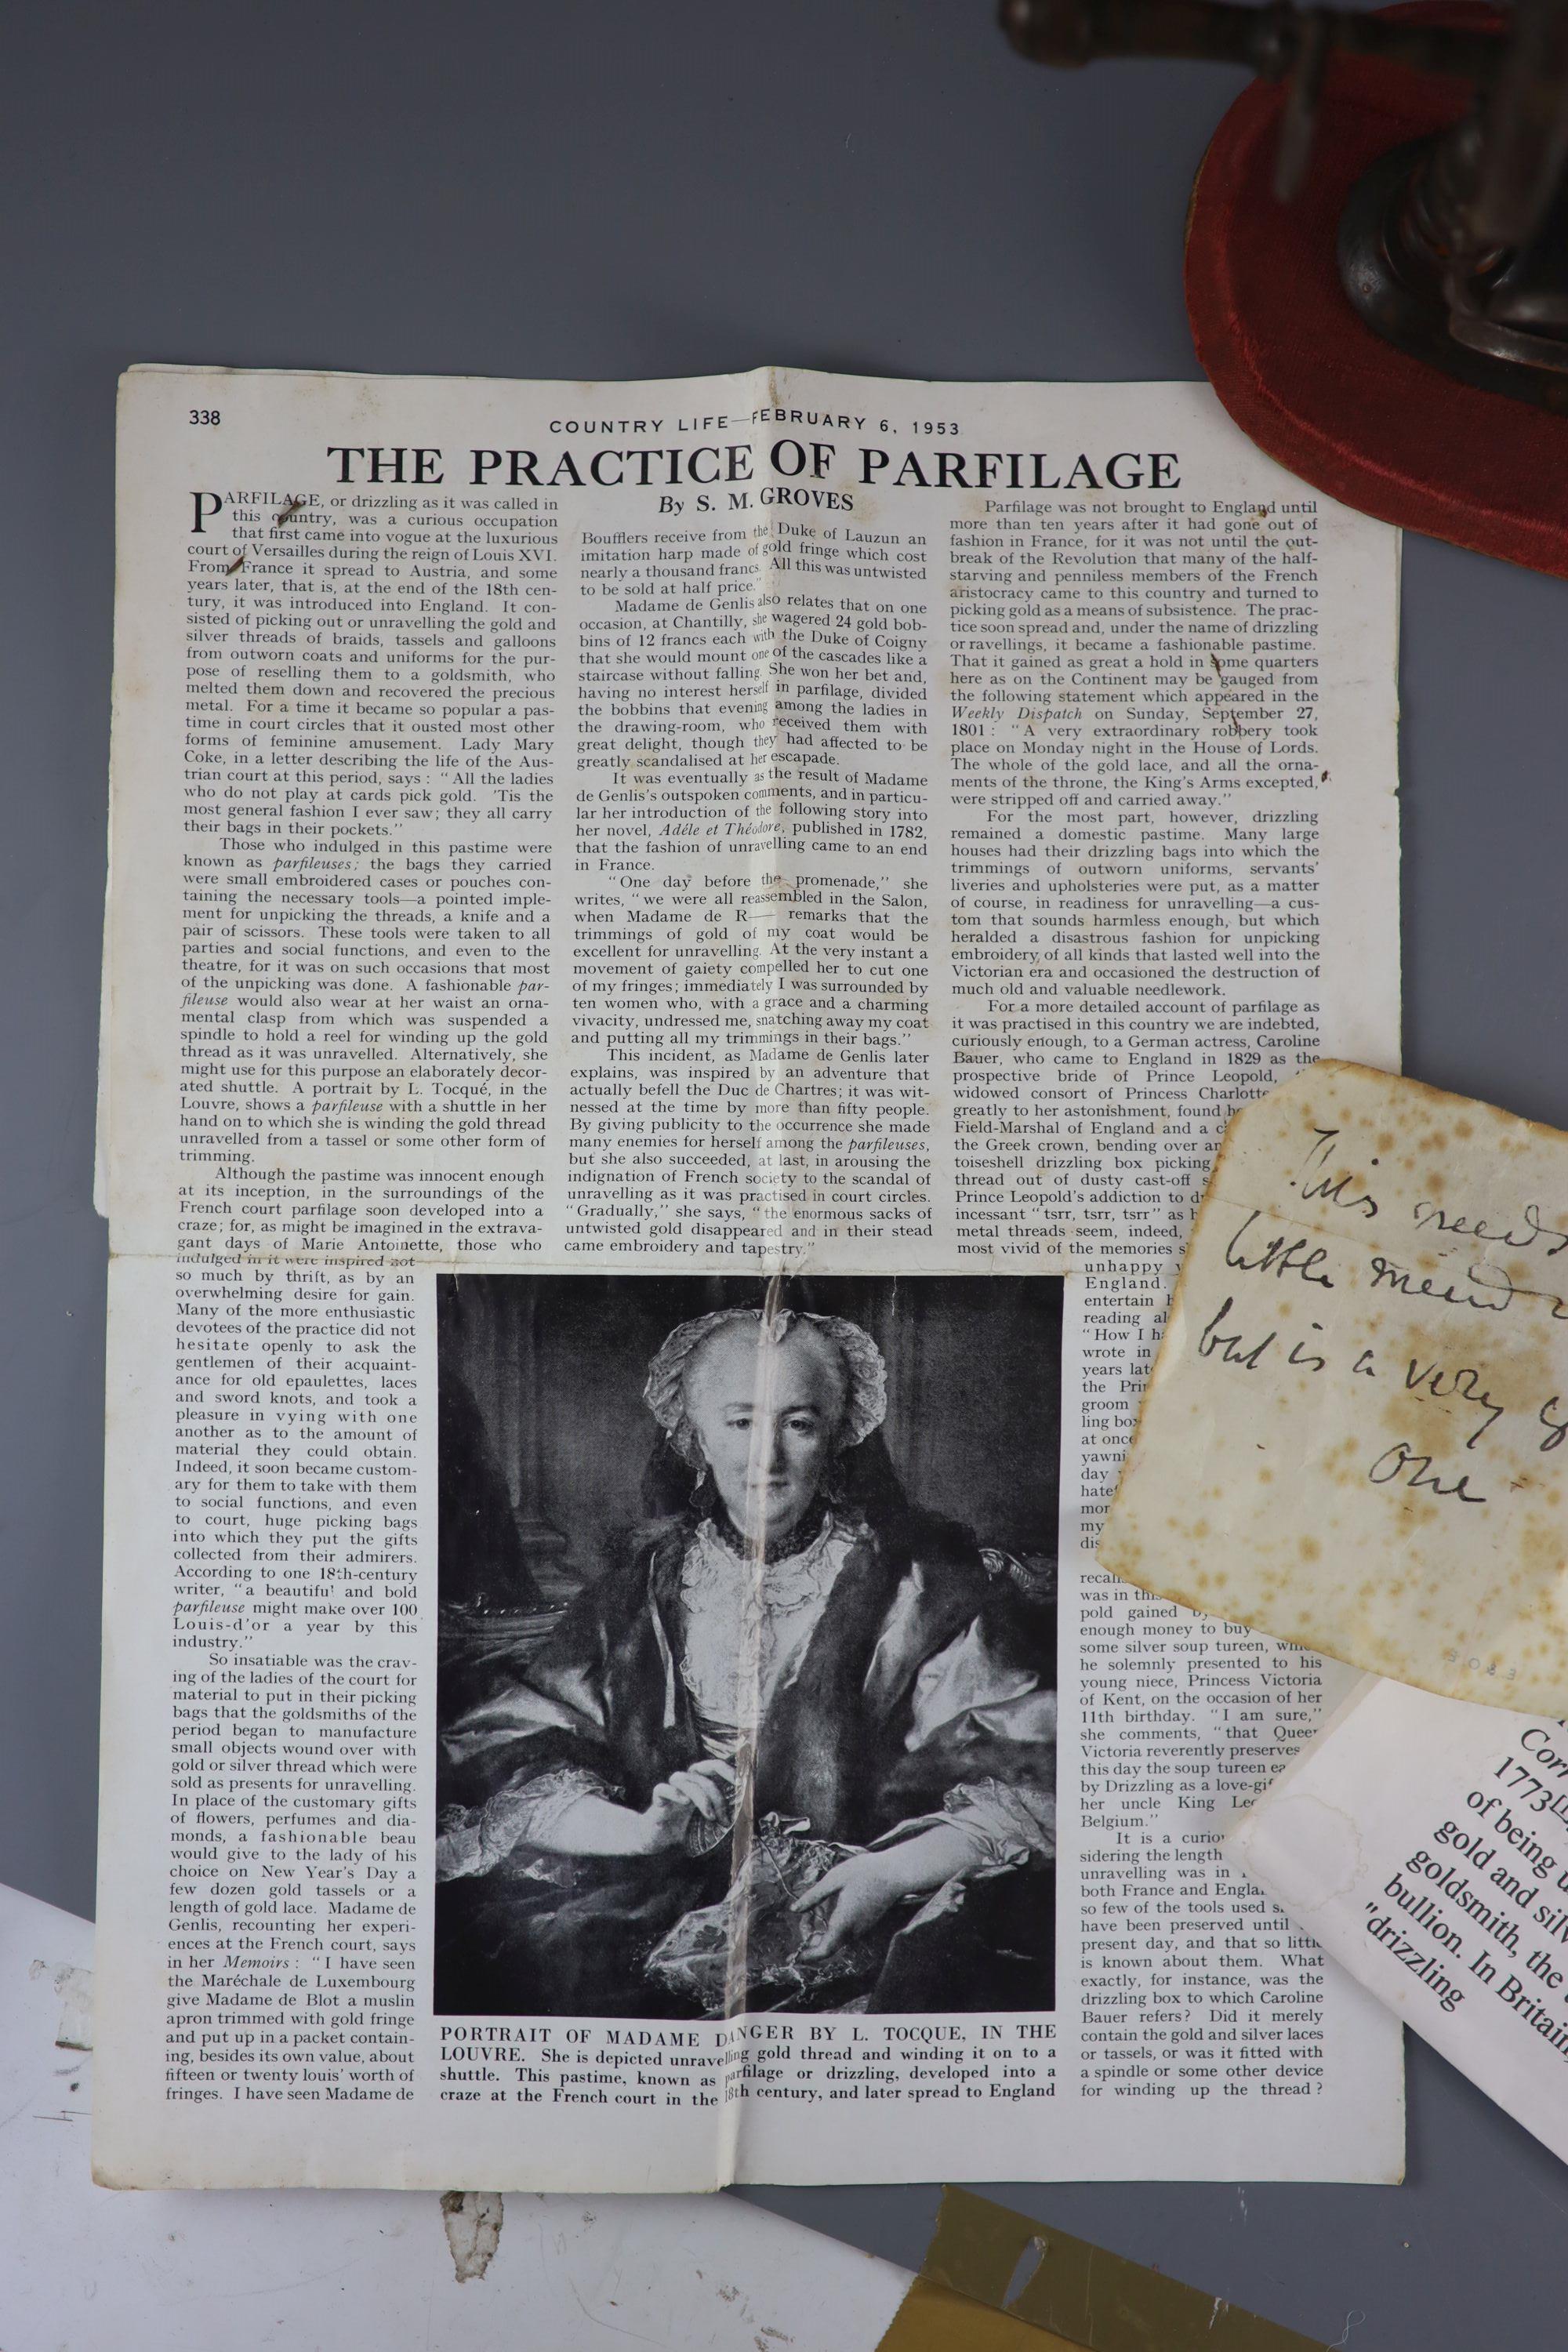 338
COUNTRY LIFE—FEBRUARY 6, 1953
THE PRACTICE OF PARFILAGE
By S. M. GROVES
PARFILAGE, or drizzling as it was called in
this country, was a curious occupation
that first came into vogue at the luxurious
court of Versailles during the reign of Louis XVI.
From France it spread to Austria, and some
years later, that is, at the end of the 18th cen-
tury, it was introduced into England. It con-
sisted of picking out or unravelling the gold and
silver threads of braids, tassels and galloons
from outworn coats and uniforms for the pur-
pose of reselling them to a goldsmith, who
melted them down and recovered the precious
metal. For a time it became so popular a pas-
time in court circles that it ousted most other
forms of feminine amusement. Lady Mary
Coke, in a letter describing the life of the Aus-
trian court at this period, says : "All the ladies
who do not play at cards pick gold. 'Tis the
most general fashion I ever saw; they all carry
their bags in their pockets."
Those who indulged in this pastime were
known as parfileuses; the bags they carried
were small embroidered cases or pouches con-
taining the necessary tools—a pointed imple-
ment for unpicking the threads, a knife and a
pair of scissors. These tools were taken to all
parties and social functions, and even to the
theatre, for it was on such occasions that most
of the unpicking was done. A fashionable par-
fileuse would also wear at her waist an orna-
mental clasp from which was suspended a
spindle to hold a reel for winding up the gold
thread as it was unravelled. Alternatively, she
might use for this purpose an elaborately decor-
ated shuttle. A portrait by L. Tocqué, in the
Louvre, shows a parfileuse with a shuttle in her
hand on to which she is winding the gold thread
unravelled from a tassel or some other form of
trimming.
Although the pastime was innocent enough
at its inception, in the surroundings of the
French court parfilage soon developed into a
craze; for, as might be imagined in the extrava-
gant days of Marie Antoinette, those who
indulged in it were inspired not
so much by thrift, as by an
overwhelming desire for gain.
Many of the more enthusiastic
devotees of the practice did not
hesitate openly to ask the
gentlemen of their acquaint-
ance for old epaulettes, laces
and sword knots, and took a
pleasure in vying with one
another as to the amount of
material they could obtain.
Indeed, it soon became custom-
ary for them to take with them
to social functions, and even
to court, huge picking bags
into which they put the gifts
collected from their admirers.
According to one 18th-century
writer, "a beautiful and bold
parfileuse might make over 100
Louis-d'or a year by this
industry."
So insatiable was the crav-
ing of the ladies of the court for
material to put in their picking
bags that the goldsmiths of the
period began to manufacture
small objects wound over with
gold or silver thread which were
sold as presents for unravelling.
In place of the customary gifts
of flowers, perfumes and dia-
monds, a fashionable beau
would give to the lady of his
choice on New Year's Day a
few dozen gold tassels or a
length of gold lace. Madame de
Genlis, recounting her experi-
ences at the French court, says
in her Memoirs : "I have seen
the Maréchale de Luxembourg
give Madame de Blot a muslin
apron trimmed with gold fringe
and put up in a packet contain-
ing, besides its own value, about
fifteen or twenty louis' worth of
fringes. I have seen Madame de
Boufflers receive from the Duke of Lauzun an
imitation harp made of gold fringe which cost
nearly a thousand francs. All this was untwisted
to be sold at half price."
Madame de Genlis also relates that on one
occasion, at Chantilly, she wagered 24 gold bob-
bins of 12 francs each with the Duke of Coigny
that she would mount one of the cascades like a
staircase without falling. She won her bet and,
having no interest herself in parfilage, divided
the bobbins that evening among the ladies in
the drawing-room, who received them with
great delight, though they had affected to be
greatly scandalised at her escapade.
It was eventually as the result of Madame
de Genlis's outspoken comments, and in particu-
lar her introduction of the following story into
her novel, Adéle et Théodore, published in 1782,
that the fashion of unravelling came to an end
in France.
"One day before the promenade," she
writes, "we were all reassembled in the Salon,
when Madame de R— remarks that the
trimmings of gold of my coat would be
excellent for unravelling. At the very instant a
movement of gaiety compelled her to cut one
of my fringes; immediately I was surrounded by
ten women who, with a grace and a charming
vivacity, undressed me, snatching away my coat
and putting all my trimmings in their bags."
This incident, as Madame de Genlis later
explains, was inspired by an adventure that
actually befell the Duc de Chartres; it was wit-
nessed at the time by more than fifty people.
By giving publicity to the occurrence she made
many enemies for herself among the parfileuses,
but she also succeeded, at last, in arousing the
indignation of French society to the scandal of
unravelling as it was practised in court circles.
"Gradually," she says, "the enormous sacks of
untwisted gold disappeared and in their stead
came embroidery and tapestry."
PORTRAIT OF MADAME DANGER BY L. TOCQUE, IN THE
LOUVRE. She is depicted unravelling gold thread and winding it on to a
shuttle. This pastime, known as parfilage or drizzling, developed into a
craze at the French court in the 18th century, and later spread to England
Parfilage was not brought to England until
more than ten years after it had gone out of
fashion in France, for it was not until the out-
break of the Revolution that many of the half-
starving and penniless members of the French
aristocracy came to this country and turned to
picking gold as a means of subsistence. The prac-
tice soon spread and, under the name of drizzling
or ravellings, it became a fashionable pastime.
That it gained as great a hold in some quarters
here as on the Continent may be gauged from
the following statement which appeared in the
Weekly Dispatch on Sunday, September 27,
1801 : "A very extraordinary robbery took
place on Monday night in the House of Lords.
The whole of the gold lace, and all the orna-
ments of the throne, the King's Arms excepted,
were stripped off and carried away."
For the most part, however, drizzling
remained a domestic pastime. Many large
houses had their drizzling bags into which the
trimmings of outworn uniforms, servants'
liveries and upholsteries were put, as a matter
of course, in readiness for unravelling—a cus-
tom that sounds harmless enough, but which
heralded a disastrous fashion for unpicking
embroidery of all kinds that lasted well into the
Victorian era and occasioned the destruction of
much old and valuable needlework.
For a more detailed account of parfilage as
it was practised in this country we are indebted,
curiously enough, to a German actress, Caroline
Bauer, who came to England in 1829 as the
prospective bride of Prince Leopold,
widowed consort of Princess Charlotte
greatly to her astonishment, found
Field-Marshal of England and a
the Greek crown, bending over
toiseshell drizzling box picking
thread out of dusty cast-off
Prince Leopold's addiction to
incessant "tsrr, tsrr, tsrr" as
metal threads seem, indeed,
most vivid of the memories
unhappy
England.
entertain
reading
"How I
wrote in
years
the
groom
ling
at once
day
my
was in
pold gained
enough money to buy
some silver soup tureen,
he solemnly presented to his
young niece, Princess Victoria
of Kent, on the occasion of her
11th birthday. "I am sure,"
she comments, "that Queen
Victoria reverently preserves
this day the soup tureen
by Drizzling as a
her uncle King
Belgium."
It is a
sidering the length
unravelling was in
both France and
so few of the tools used
have been preserved until
present day, and that so little
is known about them. What
exactly, for instance, was the
drizzling box to which Caroline
Bauer refers? Did it merely
contain the gold and silver laces
or tassels, or was it fitted with
a spindle or some other device
for winding up the thread ?
This needs
little
but is a very
one
1773
of being
gold and
goldsmith, the
bullion. In Britain
"drizzling